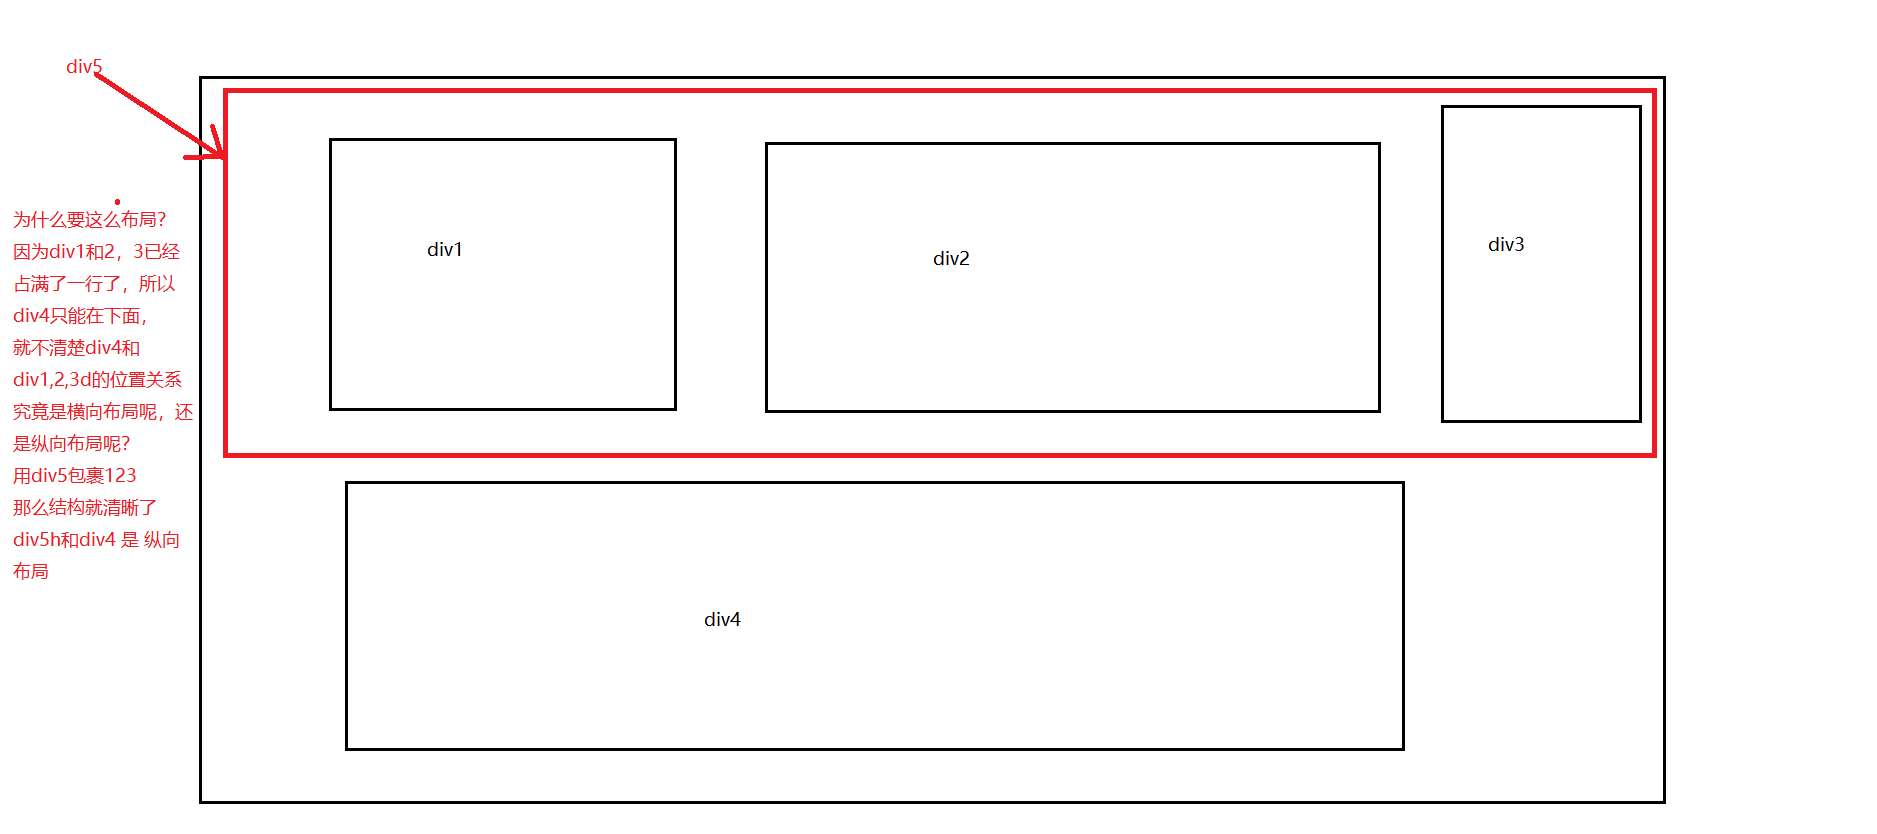 div5
为什么要这么布局？
因为div1和2，3已经
占满了一行了，所以
div4只能在下面，
就不清楚div4和
div1,2,3d的位置关系
究竟是横向布局呢，还
是纵向布局呢？
用div5包裹123
那么结构就清晰了
div5h和div4 是 纵向
布局
div1
div2
div3
div4